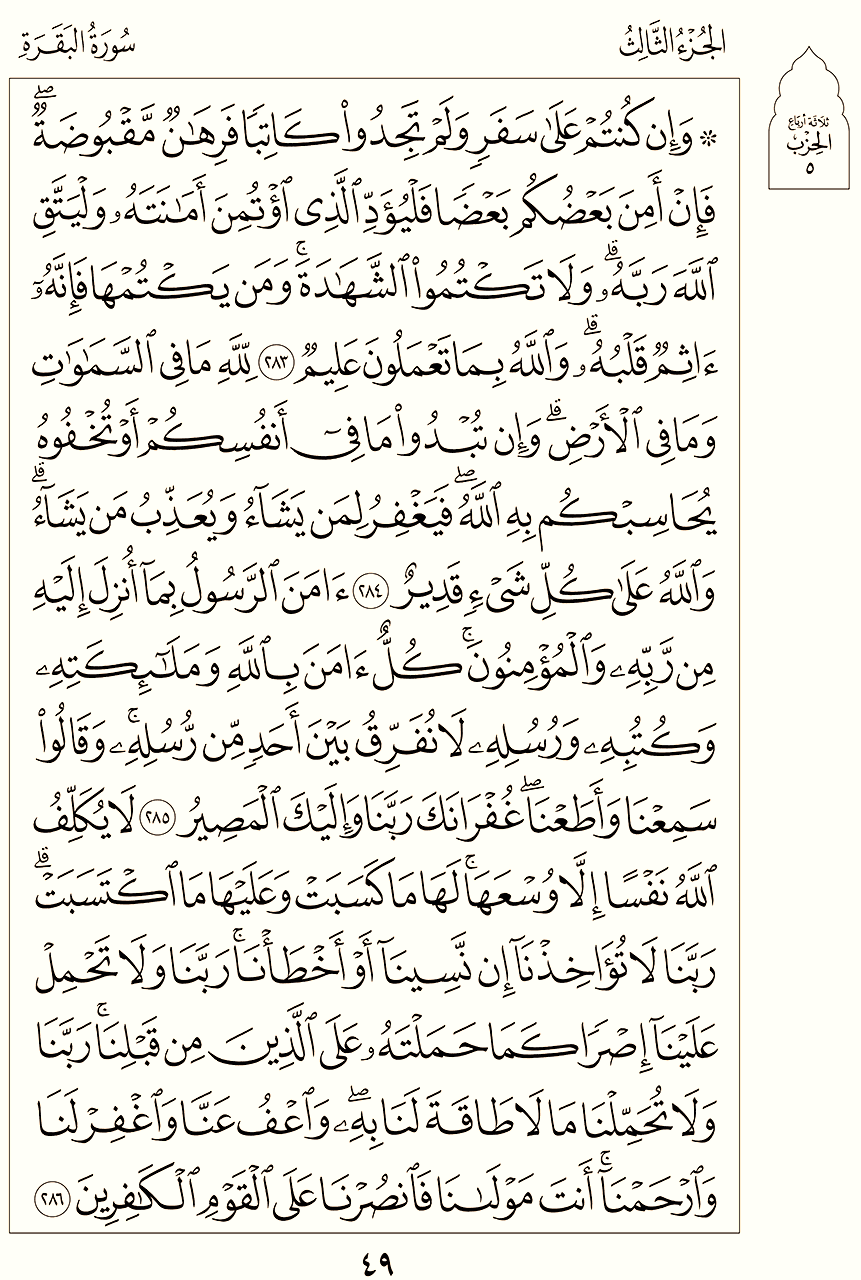 الجُزْءُ الثَّالِثُ
سُورَةُ البَقَرَةِ
ثلاثة أرباع
الحِزْب
٥
* وَإِن كُنتُمۡ عَلَىٰ سَفَرٖ وَلَمۡ تَجِدُواْ كَاتِبٗا فَرِهَٰنٞ مَّقۡبُوضَةٞۖ
فَإِنۡ أَمِنَ بَعۡضُكُم بَعۡضٗا فَلۡيُؤَدِّ ٱلَّذِي ٱؤۡتُمِنَ أَمَٰنَتَهُۥ وَلۡيَتَّقِ
ٱللَّهَ رَبَّهُۥۗ وَلَا تَكۡتُمُواْ ٱلشَّهَٰدَةَۚ وَمَن يَكۡتُمۡهَا فَإِنَّهُۥٓ
ءَاثِمٞ قَلۡبُهُۥۗ وَٱللَّهُ بِمَا تَعۡمَلُونَ عَلِيمٞ ٢٨٣ لِّلَّهِ مَا فِي ٱلسَّمَٰوَٰتِ
وَمَا فِي ٱلۡأَرۡضِۗ وَإِن تُبۡدُواْ مَا فِيٓ أَنفُسِكُمۡ أَوۡ تُخۡفُوهُ
يُحَاسِبۡكُم بِهِ ٱللَّهُۖ فَيَغۡفِرُ لِمَن يَشَآءُ وَيُعَذِّبُ مَن يَشَآءُۗ
وَٱللَّهُ عَلَىٰ كُلِّ شَيۡءٖ قَدِيرٌ ٢٨٤ ءَامَنَ ٱلرَّسُولُ بِمَآ أُنزِلَ إِلَيۡهِ
مِن رَّبِّهِۦ وَٱلۡمُؤۡمِنُونَۚ كُلٌّ ءَامَنَ بِٱللَّهِ وَمَلَٰٓئِكَتِهِۦ
وَكُتُبِهِۦ وَرُسُلِهِۦ لَا نُفَرِّقُ بَيۡنَ أَحَدٖ مِّن رُّسُلِهِۦۚ وَقَالُواْ
سَمِعۡنَا وَأَطَعۡنَاۖ غُفۡرَانَكَ رَبَّنَا وَإِلَيۡكَ ٱلۡمَصِيرُ ٢٨٥ لَا يُكَلِّفُ
ٱللَّهُ نَفۡسًا إِلَّا وُسۡعَهَاۚ لَهَا مَا كَسَبَتۡ وَعَلَيۡهَا مَا ٱكۡتَسَبَتۡۗ
رَبَّنَا لَا تُؤَاخِذۡنَآ إِن نَّسِينَآ أَوۡ أَخۡطَأۡنَاۚ رَبَّنَا وَلَا تَحۡمِلۡ
عَلَيۡنَآ إِصۡرٗا كَمَا حَمَلۡتَهُۥ عَلَى ٱلَّذِينَ مِن قَبۡلِنَاۚ رَبَّنَا
وَلَا تُحَمِّلۡنَا مَا لَا طَاقَةَ لَنَا بِهِۦۖ وَٱعۡفُ عَنَّا وَٱغۡفِرۡ لَنَا
وَٱرۡحَمۡنَآۚ أَنتَ مَوۡلَىٰنَا فَٱنصُرۡنَا عَلَى ٱلۡقَوۡمِ ٱلۡكَٰفِرِينَ ٢٨٦
٤٩